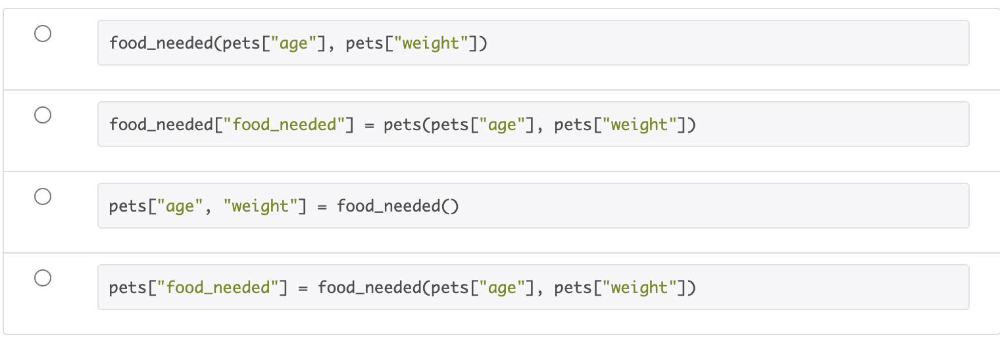 food_needed(pets["age"], pets["weight"])
food_needed["food_needed"] = pets(pets["age"], pets["weight"])
pets["age", "weight"] = food_needed()
pets["food_needed"] = food_needed(pets["age"], pets["weight"])